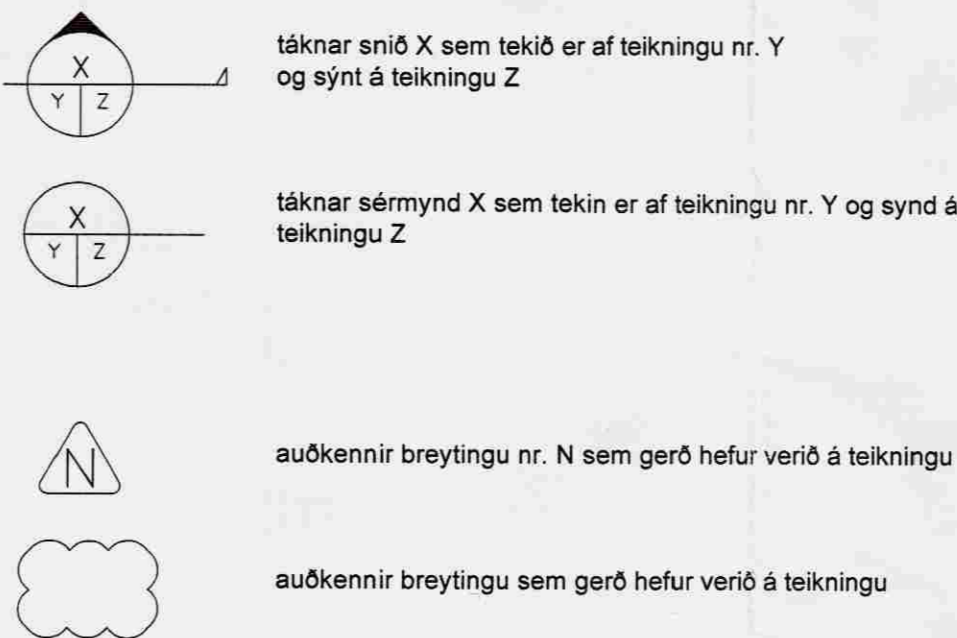 X
Y Z
táknar snið X sem tekið er af teikningu nr. Y
og sýnt á teikningu Z
X
Y Z
táknar sérmynd X sem tekin er af teikningu nr. Y og synd á
teikningu Z
N
auðkennir breytingu nr. N sem gerð hefur verið á teikningu
auðkennir breytingu sem gerð hefur verið á teikningu